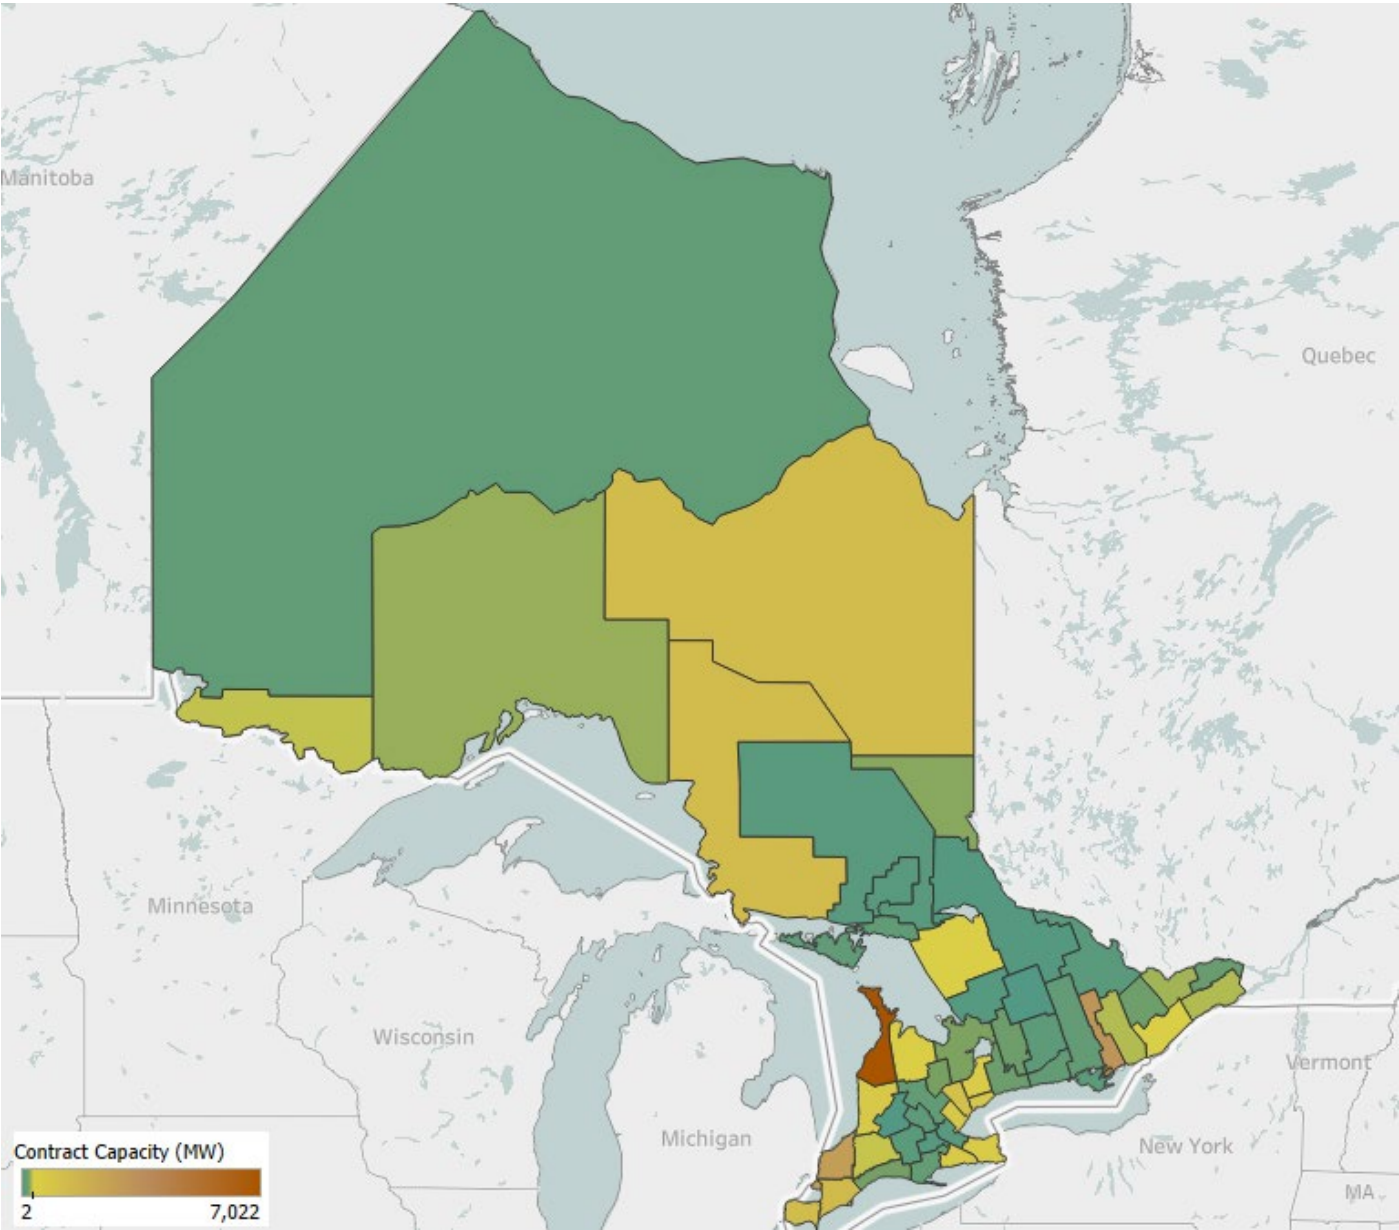 Manitoba
Quebec
Minnesota
Wisconsin
Vermont
Michigan
New York
MA
Contract Capacity (MW)
2 7,022